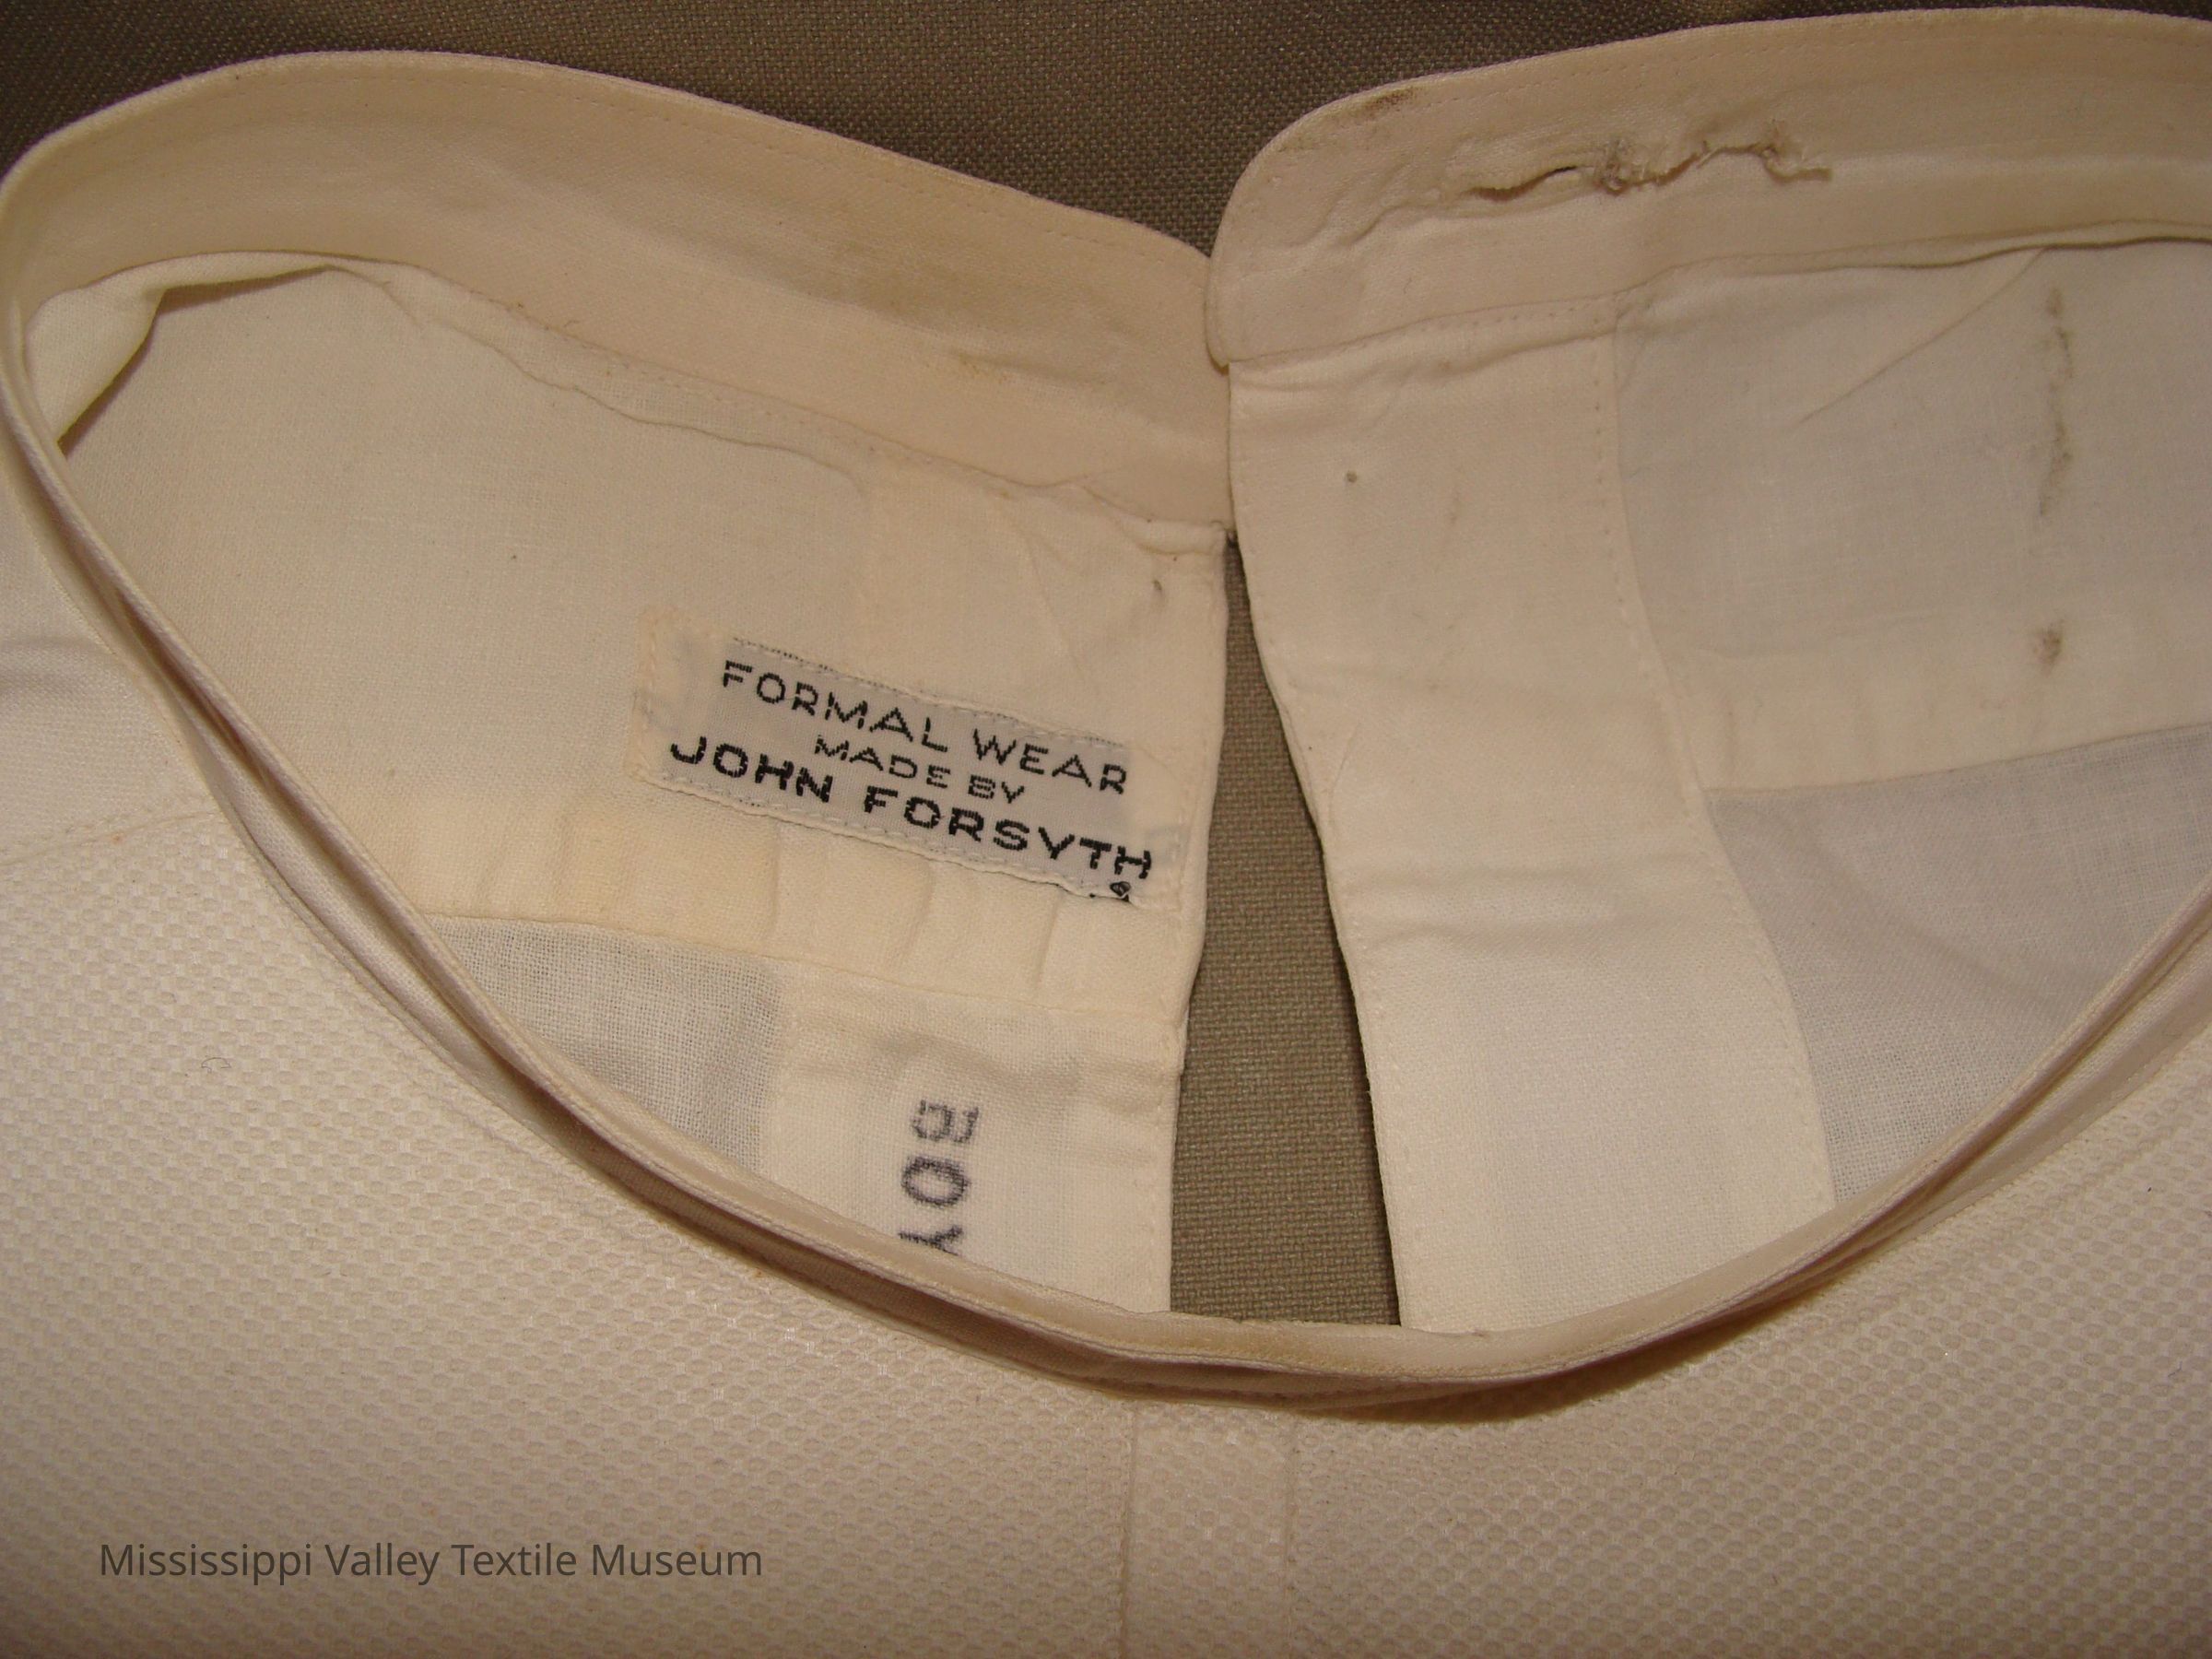 FORMAL WEAR
MADE BY
JOHN FORSYTH
BOY
Mississippi Valley Textile Museum